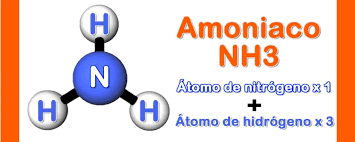 H
N
H
H
Amoniaco
NH3
Átomo de nitrógeno x 1
+
Átomo de hidrógeno x 3